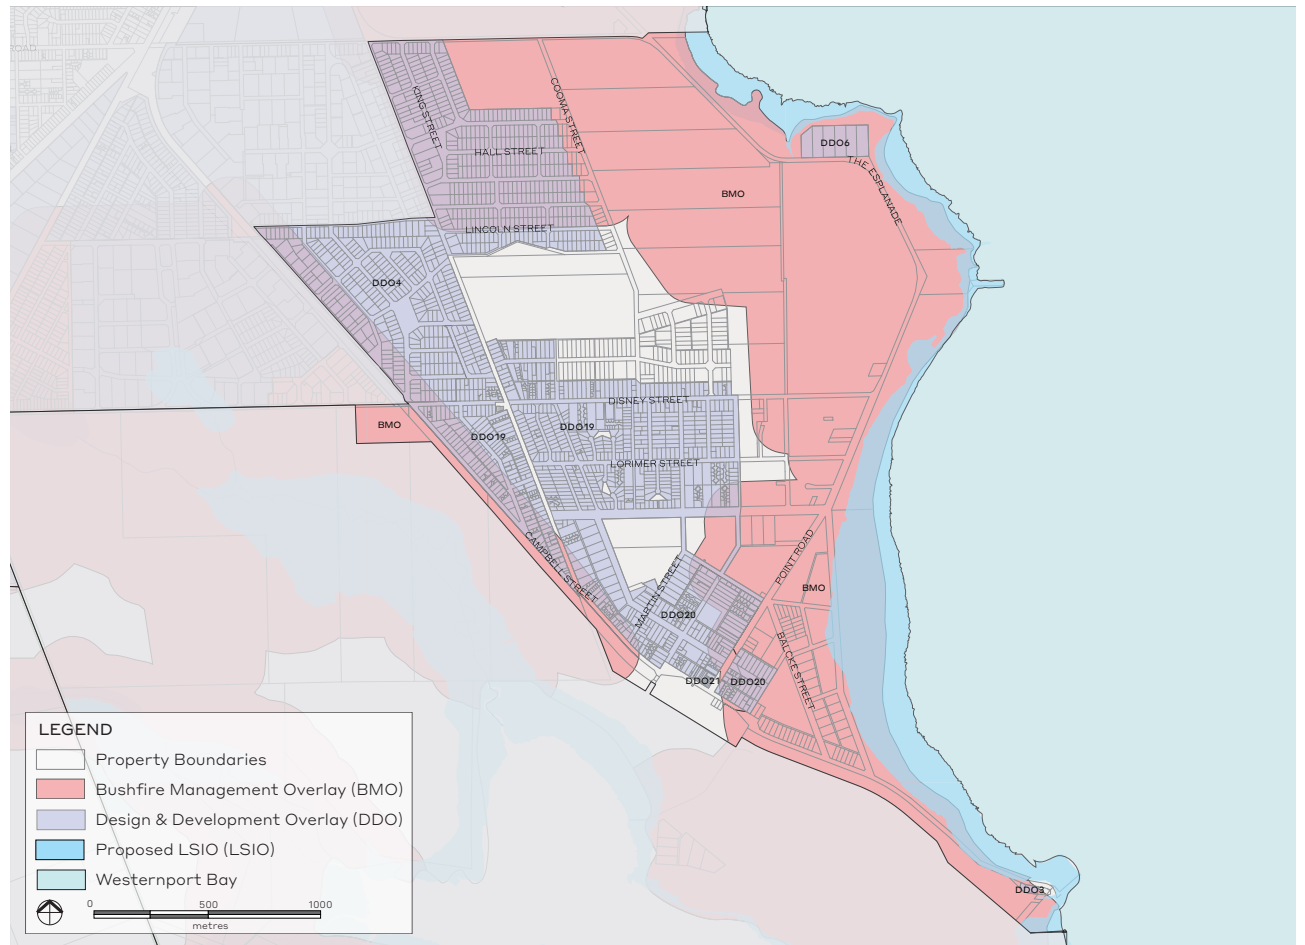 ROAD
KING STREET
COOMA STREET
HALL STREET
DDO6
THE ESPLANADE
BMO
LINCOLN STREET
DDO4
DISNEY STREET
BMO
DDO19
DDO19
LORIMER STREET
CAMPBELL STREET
MARTIN STREET
POINT ROAD
BMO
DDO20
BALCKE STREET
DDO21
DDO20
DDO3
LEGEND
Property Boundaries
Bushfire Management Overlay (BMO)
Design & Development Overlay (DDO)
Proposed LSIO (LSIO)
Westernport Bay
0 500 1000
metres